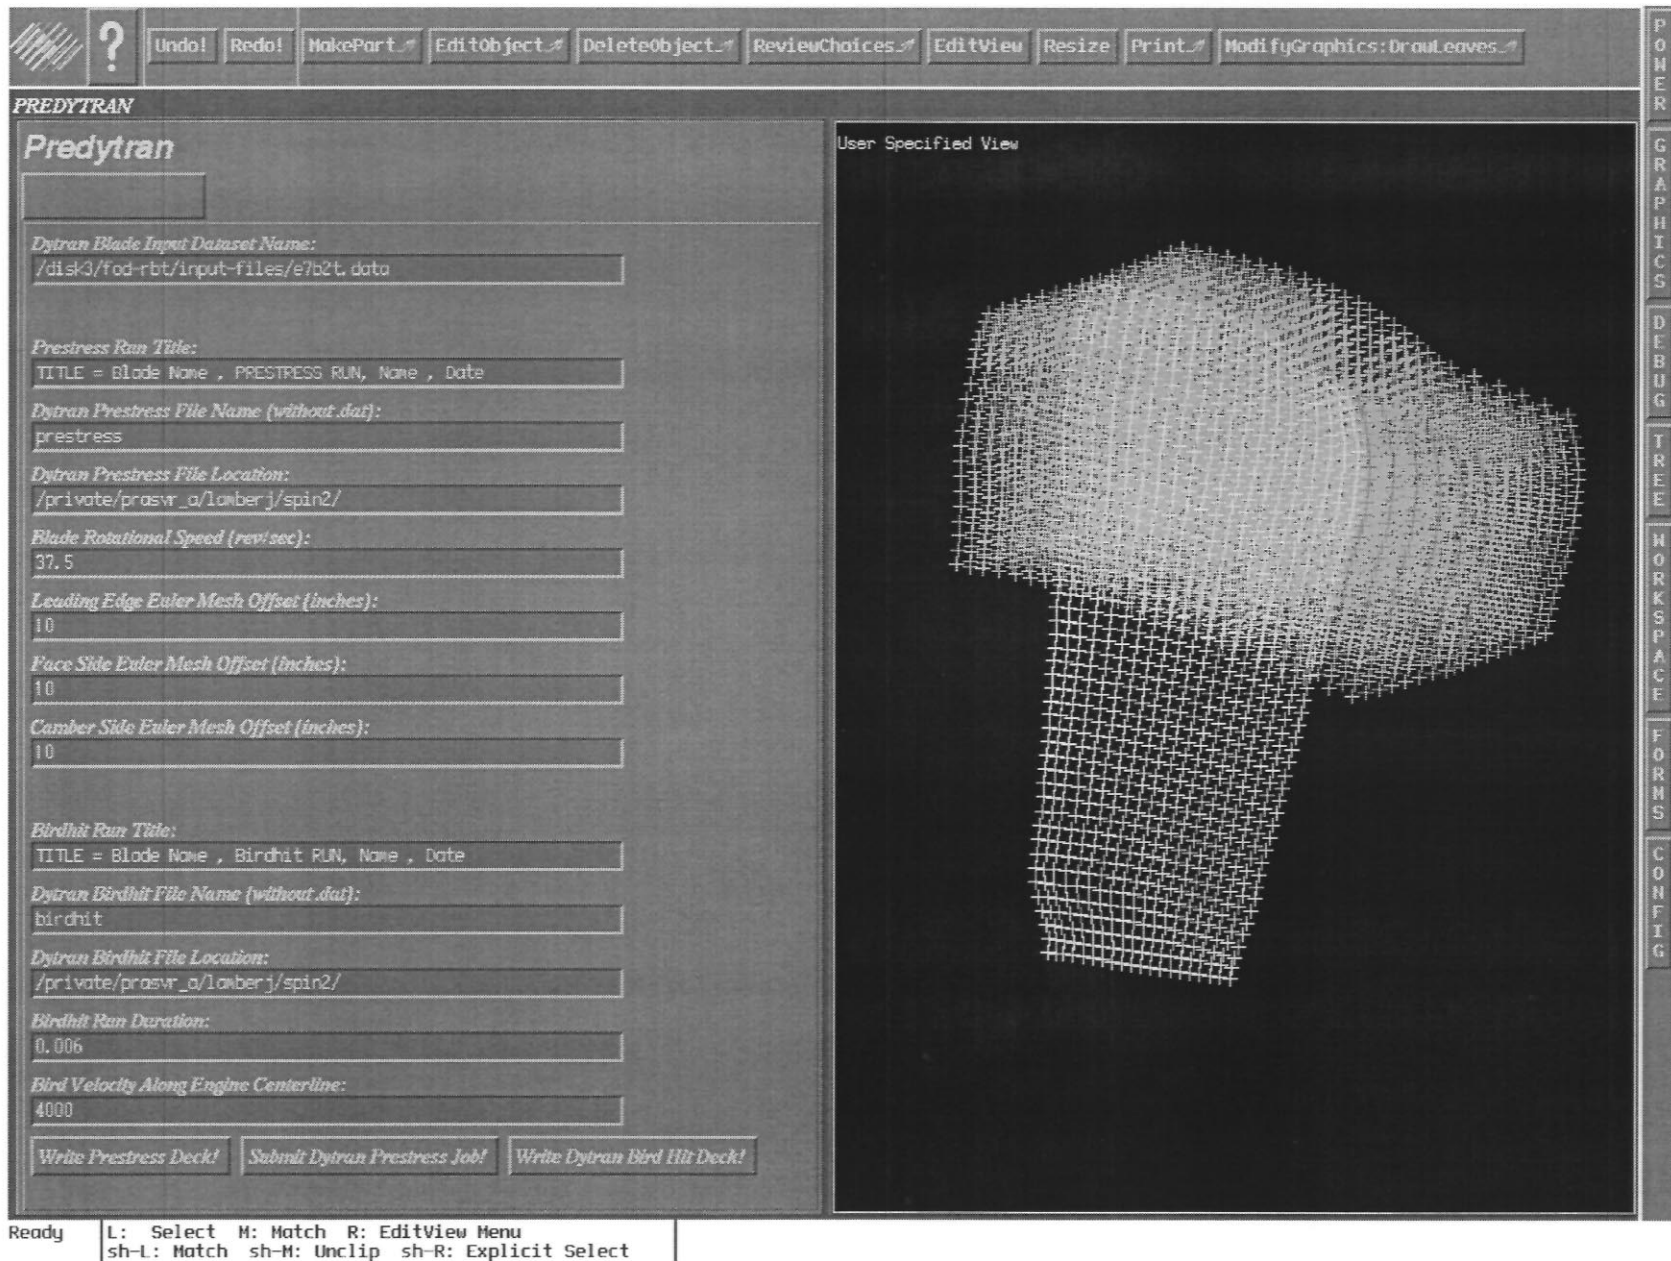 ?
Undo! Redo! MakePart EditObject DeleteObject ReviewChoices EditView Resize Print ModifyGraphics:DrawLeaves
PREDYTRAN
Predytran
Dytran Blade Input Dataset Name:
/disk3/fod-rbt/input-files/e7b2t.data
Prestress Run Title:
TITLE = Blade Name , PRESTRESS RUN, Name , Date
Dytran Prestress File Name (without .dat):
prestress
Dytran Prestress File Location:
/private/prasvr_a/lamberj/spin2/
Blade Rotational Speed (rev/sec):
37.5
Leading Edge Euler Mesh Offset (inches):
10
Face Side Euler Mesh Offset (inches):
10
Camber Side Euler Mesh Offset (inches):
10
Birdhit Run Title:
TITLE = Blade Name , Birdhit RUN, Name , Date
Dytran Birdhit File Name (without .dat):
birdhit
Dytran Birdhit File Location:
/private/prasvr_a/lamberj/spin2/
Birdhit Run Duration:
0.006
Bird Velocity Along Engine Centerline:
4000
Write Prestress Deck! Submit Dytran Prestress Job! Write Dytran Bird Hit Deck!
User Specified View
POWER
GRAPHICS
DEBUG
TREE
WORKSPACE
FORMS
CONFIG
Ready L: Select M: Match R: EditView Menu
sh-L: Match sh-M: Unclip sh-R: Explicit Select